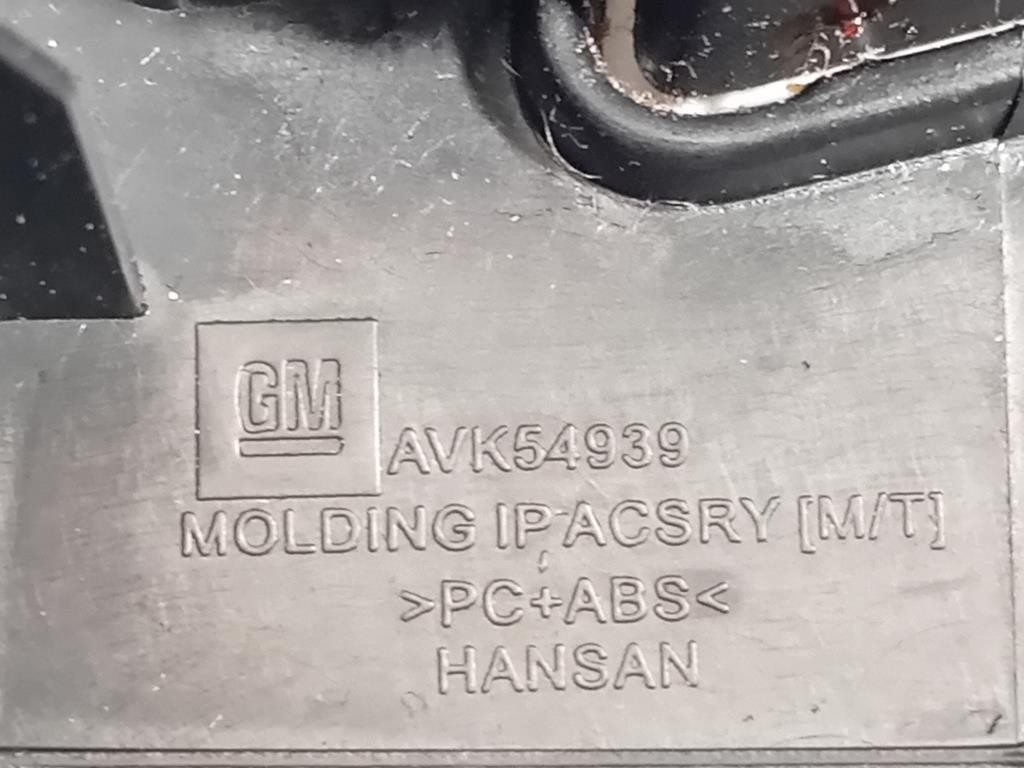 GM
AVK54939
MOLDING IP ACSRY [M/T]
>PC+ABS<
HANSAN